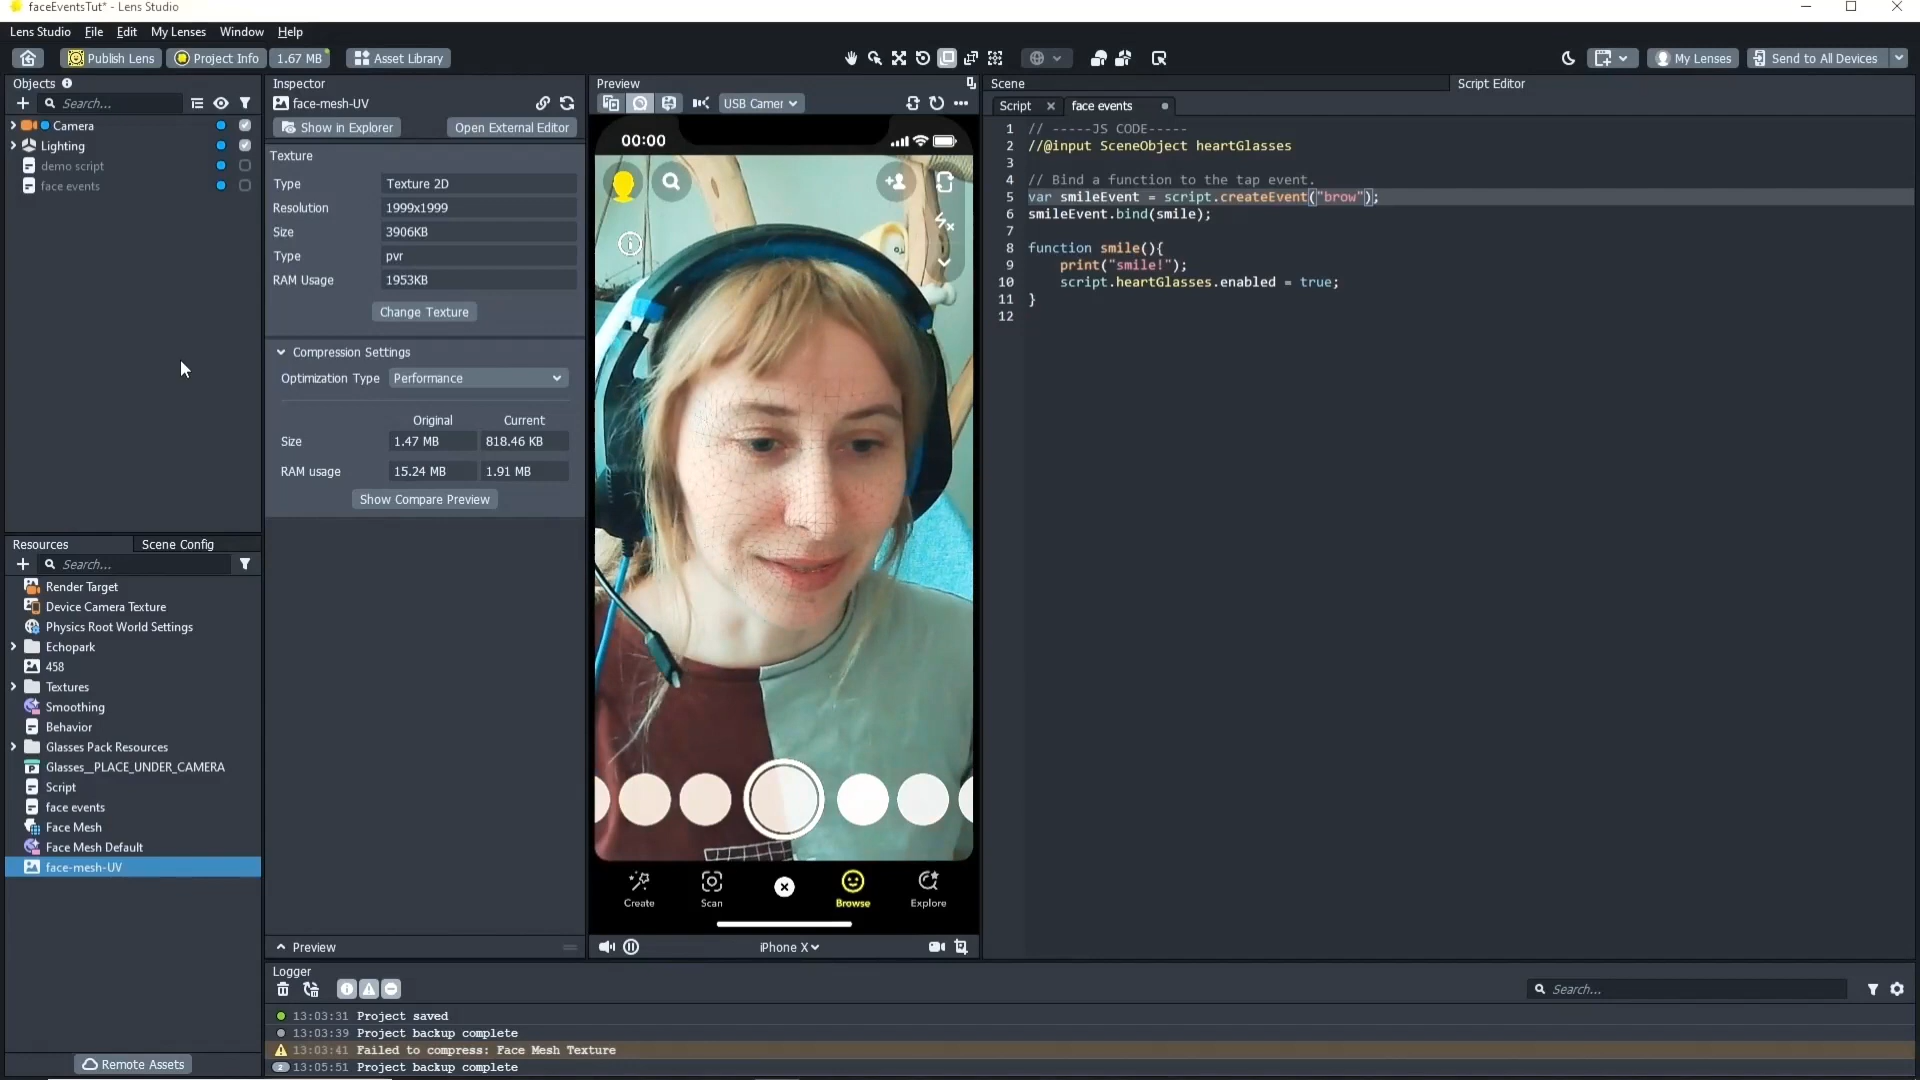 faceEventsTut* - Lens Studio
Lens Studio File Edit My Lenses Window Help
Publish Lens Project Info 1.67 MB Asset Library My Lenses Send to All Devices
Objects
Search...
Camera
Lighting
demo script
face events
Resources Scene Config
Search...
Render Target
Device Camera Texture
Physics Root World Settings
Echopark
458
Textures
Smoothing
Behavior
Glasses Pack Resources
Glasses__PLACE_UNDER_CAMERA
Script
face events
Face Mesh
Face Mesh Default
face-mesh-UV
Remote Assets
Inspector
face-mesh-UV
Show in Explorer Open External Editor
Texture
Type Texture 2D
Resolution 1999x1999
Size 3906KB
Type pvr
RAM Usage 1953KB
Change Texture
Compression Settings
Optimization Type Performance
Original Current
Size 1.47 MB 818.46 KB
RAM usage 15.24 MB 1.91 MB
Show Compare Preview
Preview
Preview
USB Camer
00:00
Create Scan Browse Explore
iPhone X
Scene Script Editor
Script face events
1 // -----JS CODE-----
2 //@input SceneObject heartGlasses
3
4 // Bind a function to the tap event.
5 var smileEvent = script.createEvent("brow");
6 smileEvent.bind(smile);
7
8 function smile(){
9 print("smile!");
10 script.heartGlasses.enabled = true;
11 }
12
Logger
Search...
13:03:31 Project saved
13:03:39 Project backup complete
13:03:41 Failed to compress: Face Mesh Texture
2 13:05:51 Project backup complete